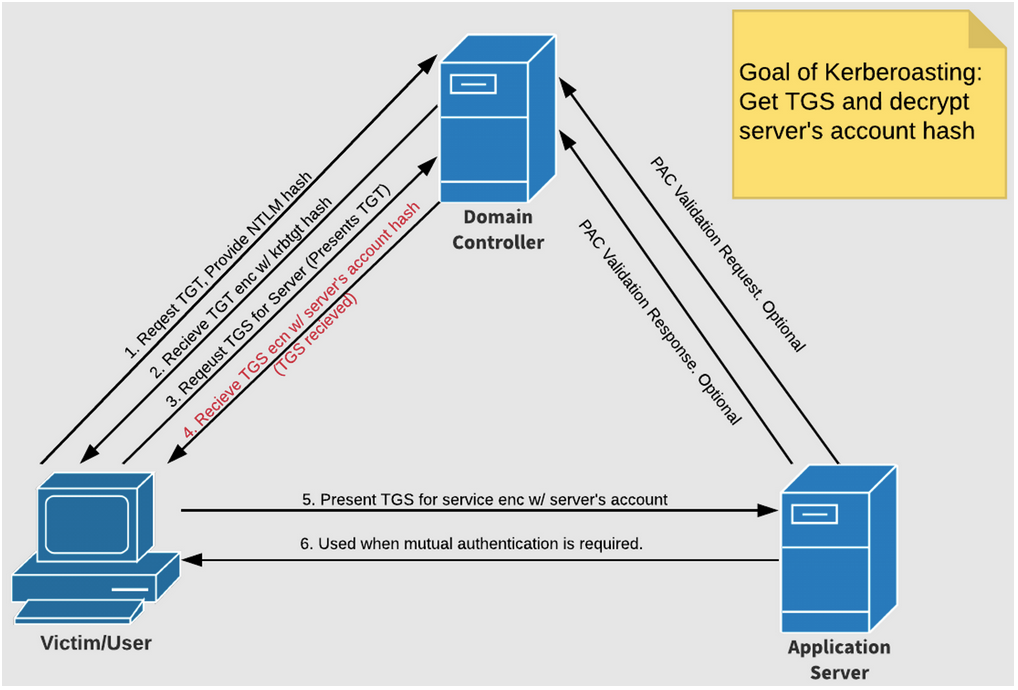 Goal of Kerberoasting:
Get TGS and decrypt
server's account hash
Domain
Controller
1. Reqest TGT, Provide NTLM hash
2. Recieve TGT enc w/ krbtgt hash
3. Reqeust TGS for Server (Presents TGT)
4. Recieve TGS ecn w/ server's account hash
(TGS recieved)
PAC Validation Request. Optional
PAC Validation Response. Optional
5. Present TGS for service enc w/ server's account
6. Used when mutual authentication is required.
Victim/User
Application
Server